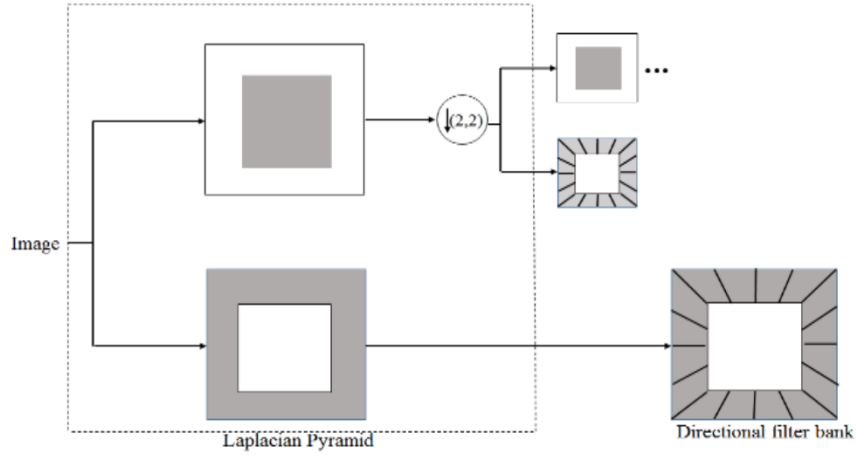 ...
↓(2,2)
Image
Laplacian Pyramid
Directional filter bank